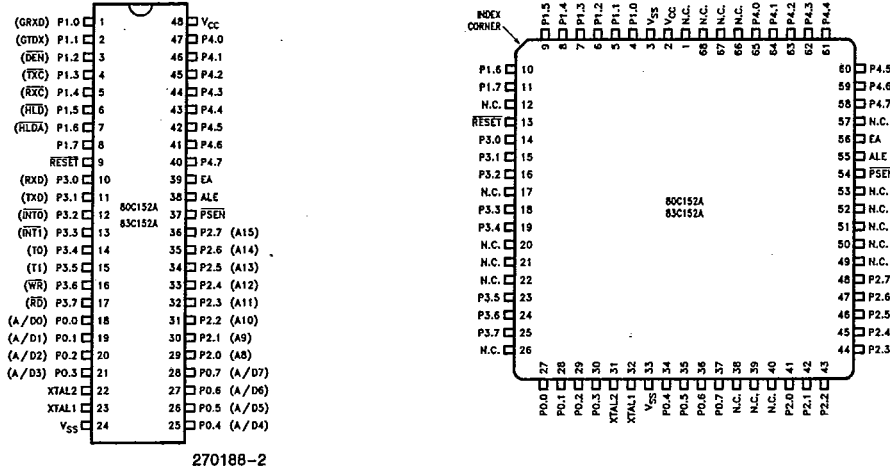 (GRXD) P1.0 1 48 VCC
(GTDX) P1.1 2 47 P4.0
(DEN) P1.2 3 46 P4.1
(TXC) P1.3 4 45 P4.2
(RXC) P1.4 5 44 P4.3
(HLD) P1.5 6 43 P4.4
(HLDA) P1.6 7 42 P4.5
P1.7 8 41 P4.6
RESET 9 40 P4.7
(RXD) P3.0 10 39 EA
(TXD) P3.1 11 38 ALE
(INT0) P3.2 12 37 PSEN
(INT1) P3.3 13 36 P2.7 (A15)
(T0) P3.4 14 35 P2.6 (A14)
(T1) P3.5 15 34 P2.5 (A13)
(WR) P3.6 16 33 P2.4 (A12)
(RD) P3.7 17 32 P2.3 (A11)
(A/D0) P0.0 18 31 P2.2 (A10)
(A/D1) P0.1 19 30 P2.1 (A9)
(A/D2) P0.2 20 29 P2.0 (A8)
(A/D3) P0.3 21 28 P0.7 (A/D7)
XTAL2 22 27 P0.6 (A/D6)
XTAL1 23 26 P0.5 (A/D5)
VSS 24 25 P0.4 (A/D4)
80C152A
83C152A
270188-2
INDEX
CORNER
P1.5 P1.4 P1.3 P1.2 P1.1 P1.0 VSS VCC N.C. N.C. N.C. N.C. P4.0 P4.1 P4.2 P4.3 P4.4
9 8 7 6 5 4 3 2 1 68 67 66 65 64 63 62 61
P1.6 10 60 P4.5
P1.7 11 59 P4.6
N.C. 12 58 P4.7
RESET 13 57 N.C.
P3.0 14 56 EA
P3.1 15 55 ALE
P3.2 16 54 PSEN
N.C. 17 53 N.C.
P3.3 18 52 N.C.
P3.4 19 51 N.C.
N.C. 20 50 N.C.
N.C. 21 49 N.C.
N.C. 22 48 P2.7
P3.5 23 47 P2.6
P3.6 24 46 P2.5
P3.7 25 45 P2.4
N.C. 26 44 P2.3
80C152A
83C152A
27 28 29 30 31 32 33 34 35 36 37 38 39 40 41 42 43
P0.0 P0.1 P0.2 P0.3 XTAL2 XTAL1 VSS P0.4 P0.5 P0.6 P0.7 N.C. N.C. N.C. P2.0 P2.1 P2.2